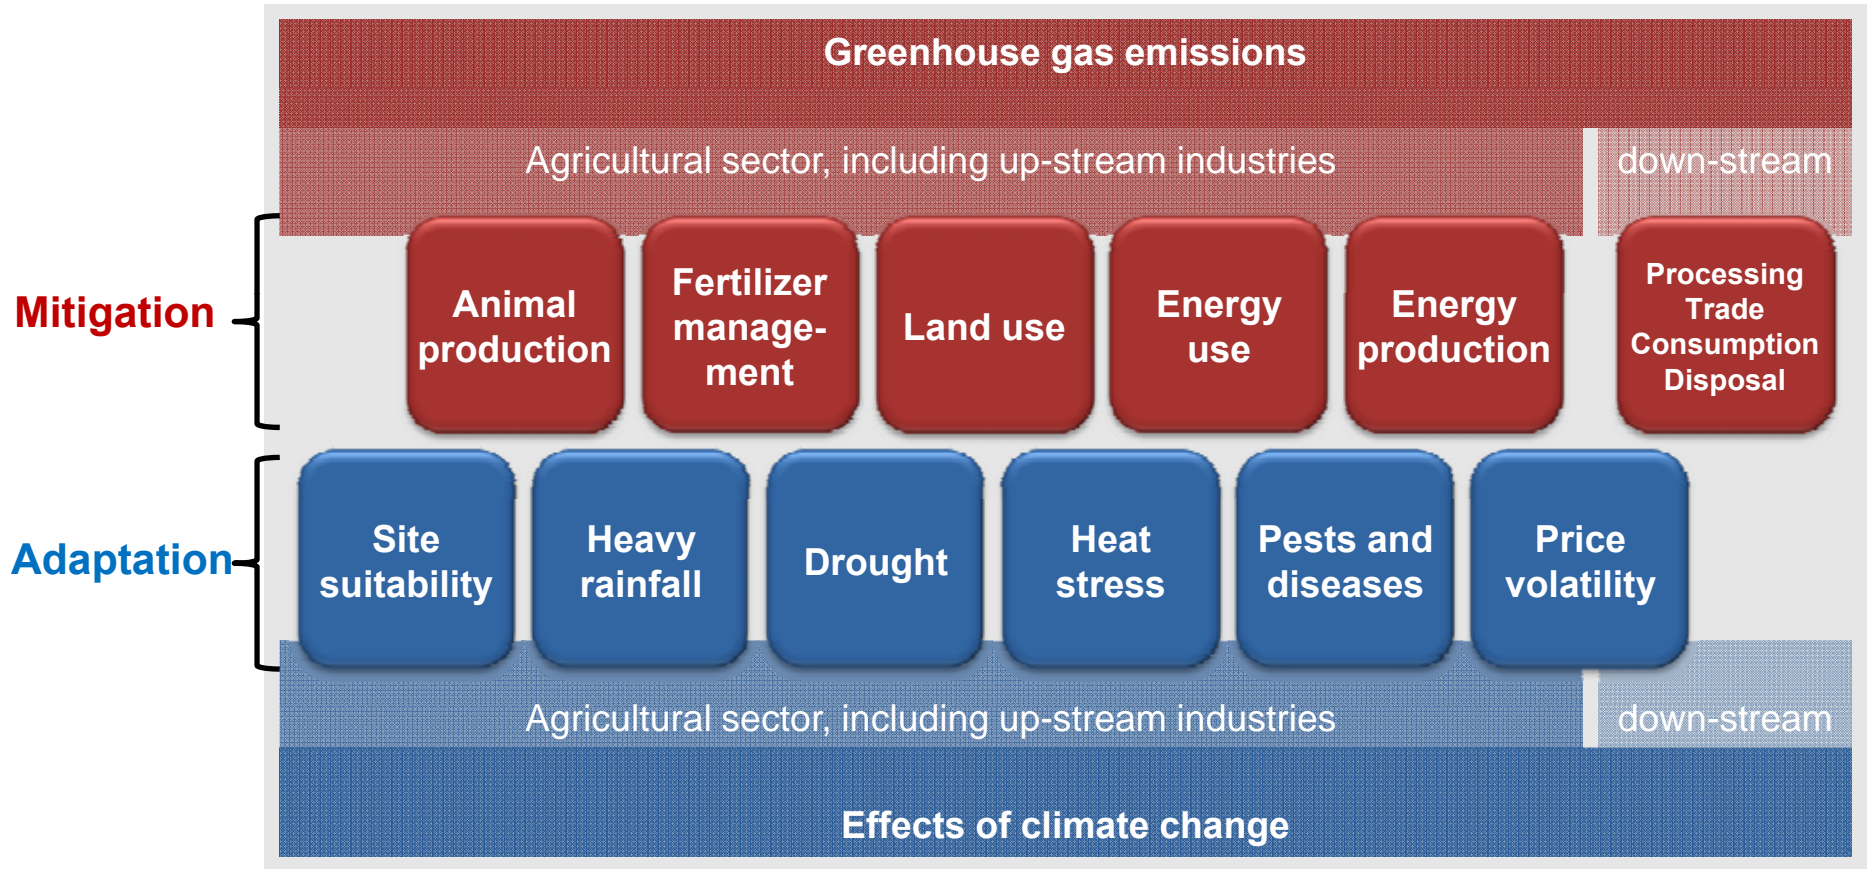 Greenhouse gas emissions
Agricultural sector, including up-stream industries
down-stream
Mitigation
Animal
production
Fertilizer
manage-
ment
Land use
Energy
use
Energy
production
Processing
Trade
Consumption
Disposal
Adaptation
Site
suitability
Heavy
rainfall
Drought
Heat
stress
Pests and
diseases
Price
volatility
Agricultural sector, including up-stream industries
down-stream
Effects of climate change